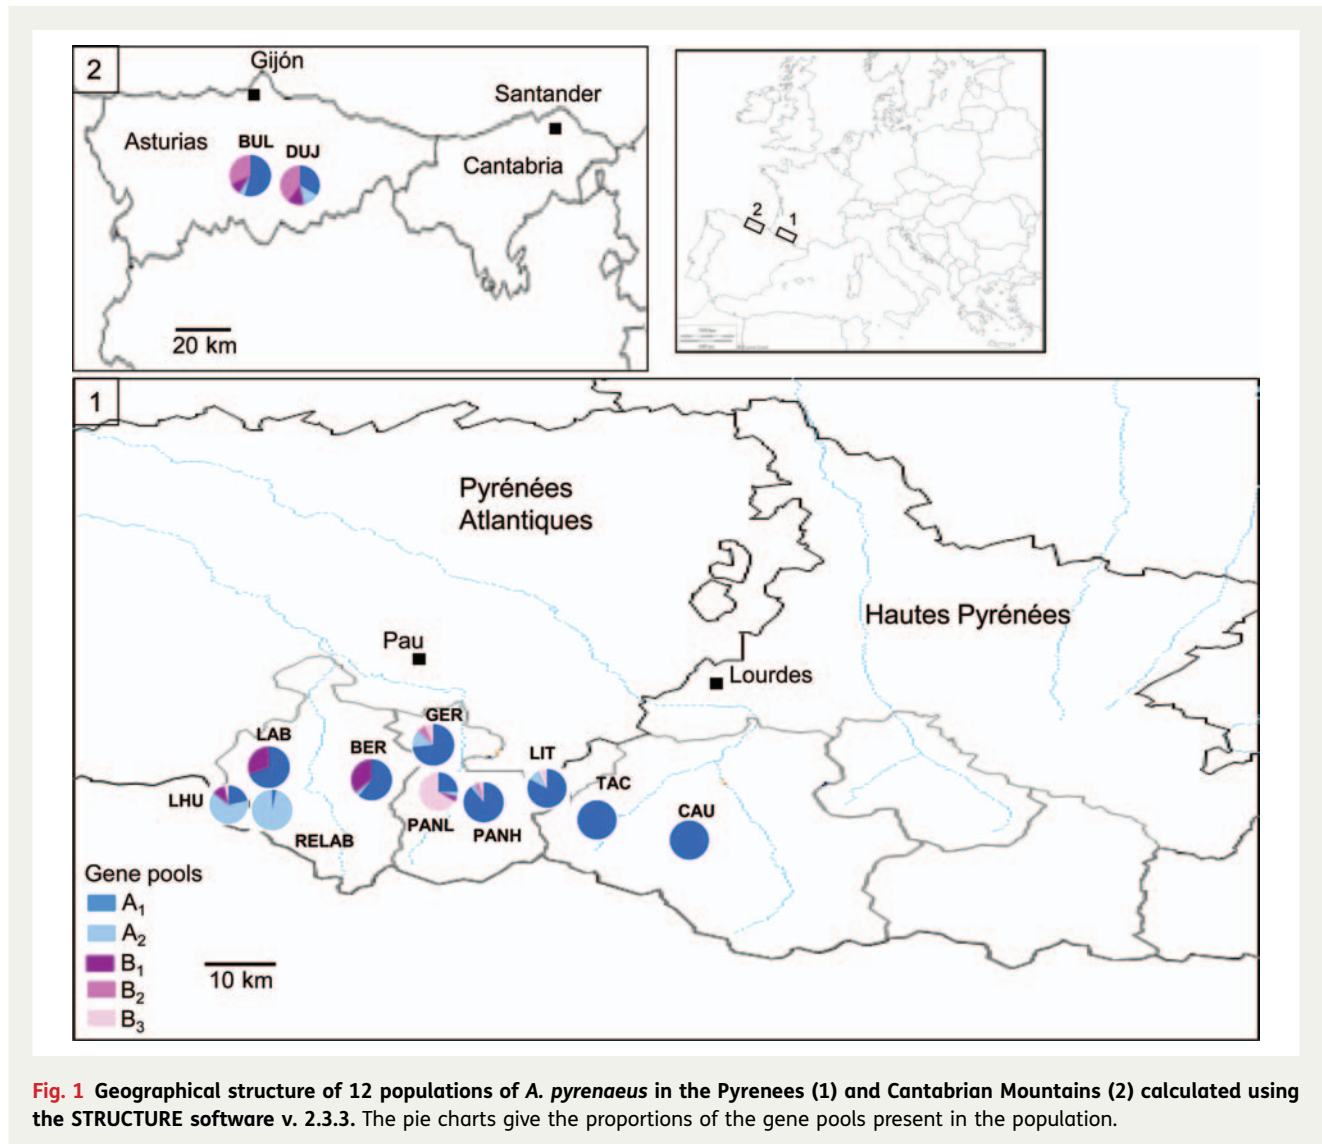 2
Gijón
Santander
Asturias
BUL
DUJ
Cantabria
20 km
2
1
1
Pyrénées
Atlantiques
Hautes Pyrénées
Pau
Lourdes
GER
LAB
BER
LIT
TAC
LHU
CAU
PANL
PANH
RELAB
Gene pools
A1
A2
B1
B2
B3
10 km
Fig. 1 Geographical structure of 12 populations of A. pyrenaeus in the Pyrenees (1) and Cantabrian Mountains (2) calculated using
the STRUCTURE software v. 2.3.3. The pie charts give the proportions of the gene pools present in the population.